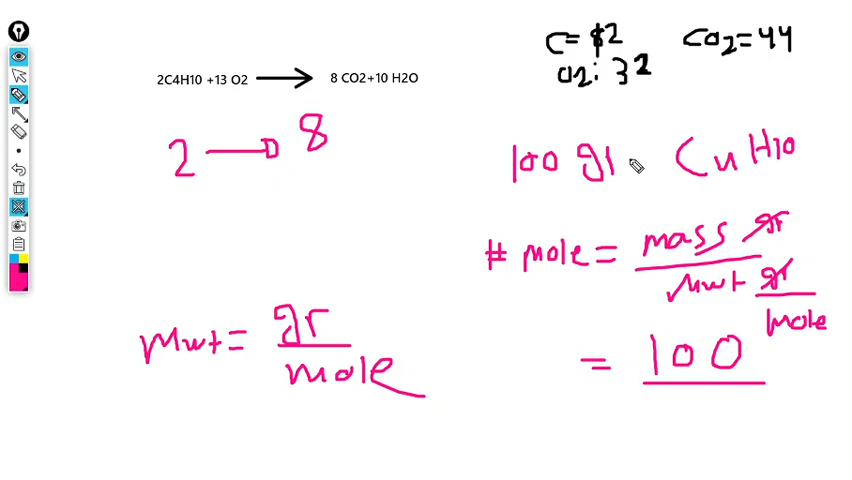 C= 12 CO2=44
O2: 32
2C4H10 +13 O2 → 8 CO2+10 H2O
2 → 8
100 gr C4H10
# mole = mass gr / Mwt gr/mole
Mwt = gr / mole
= 100